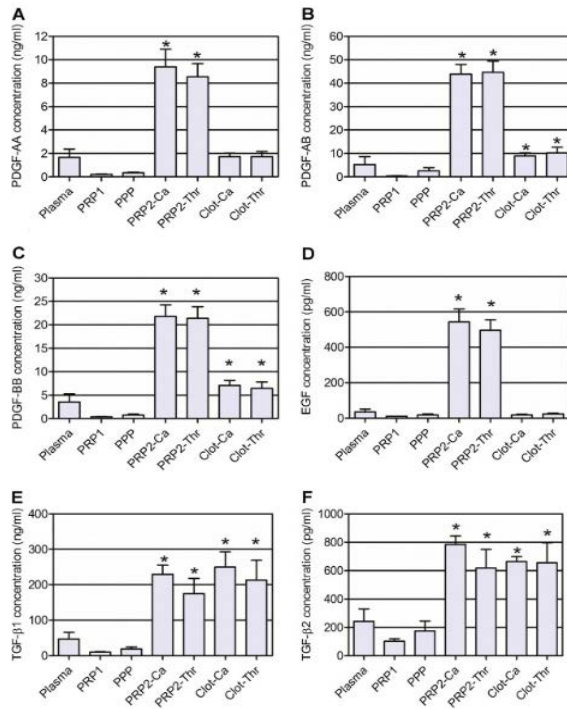 A
PDGF-AA concentration (ng/ml)
12
10
8
6
4
2
0
* *
Plasma PRP1 PPP PRP2-Ca PRP2-Thr Clot-Ca Clot-Thr
B
PDGF-AB concentration (ng/ml)
60
50
40
30
20
10
0
* * * *
Plasma PRP1 PPP PRP2-Ca PRP2-Thr Clot-Ca Clot-Thr
C
PDGF-BB concentration (ng/ml)
30
25
20
15
10
5
0
* * * *
Plasma PRP1 PPP PRP2-Ca PRP2-Thr Clot-Ca Clot-Thr
D
EGF concentration (pg/ml)
800
600
400
200
0
* *
Plasma PRP1 PPP PRP2-Ca PRP2-Thr Clot-Ca Clot-Thr
E
TGF-β1 concentration (ng/ml)
400
300
200
100
0
* * * *
Plasma PRP1 PPP PRP2-Ca PRP2-Thr Clot-Ca Clot-Thr
F
TGF-β2 concentration (pg/ml)
1000
800
600
400
200
0
* * * *
Plasma PRP1 PPP PRP2-Ca PRP2-Thr Clot-Ca Clot-Thr